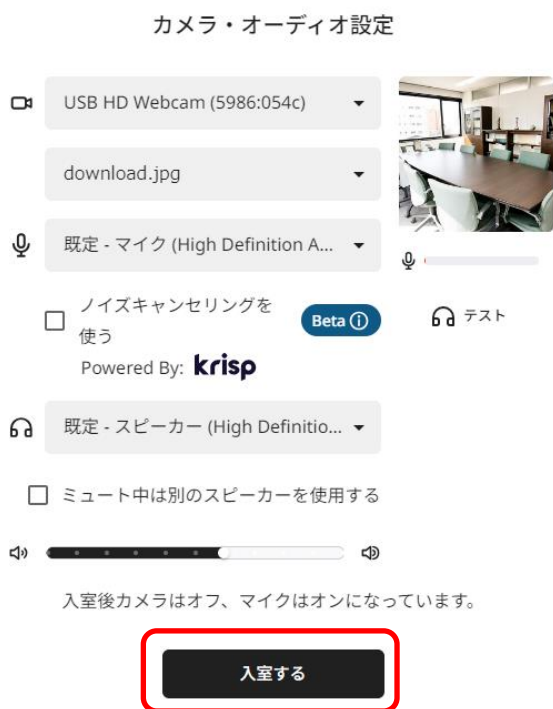 カメラ・オーディオ設定
USB HD Webcam (5986:054c)
download.jpg
既定 - マイク (High Definition A...
ノイズキャンセリングを
使う
Beta
Powered By: krisp
テスト
既定 - スピーカー (High Definitio...
ミュート中は別のスピーカーを使用する
入室後カメラはオフ、マイクはオンになっています。
入室する